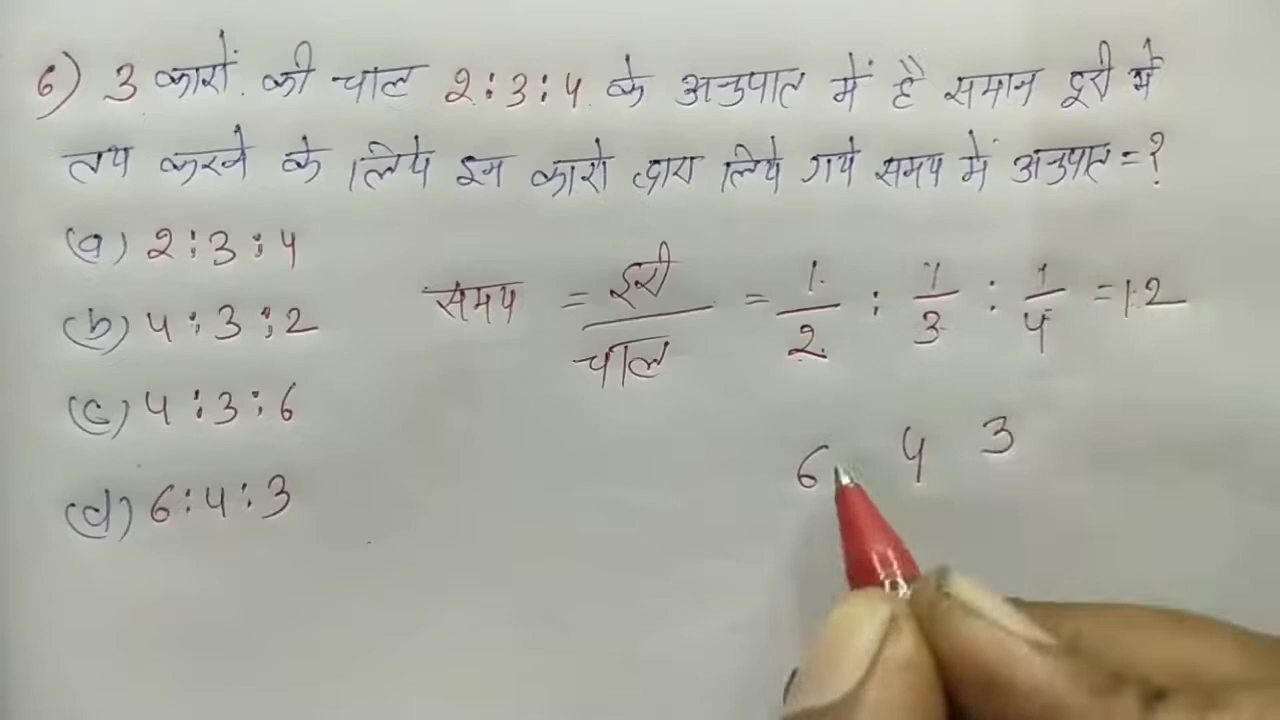 6) 3 कारों की चाल 2:3:4 के अनुपात में है समान दूरी मे
तय करने के लिये इन कारो द्वारा लिये गये समय में अनुपात = ?
(a) 2:3:4
(b) 4:3:2
(c) 4:3:6
(d) 6:4:3
समय = दूरी/चाल = 1/2 : 1/3 : 1/4 = 12
6 4 3